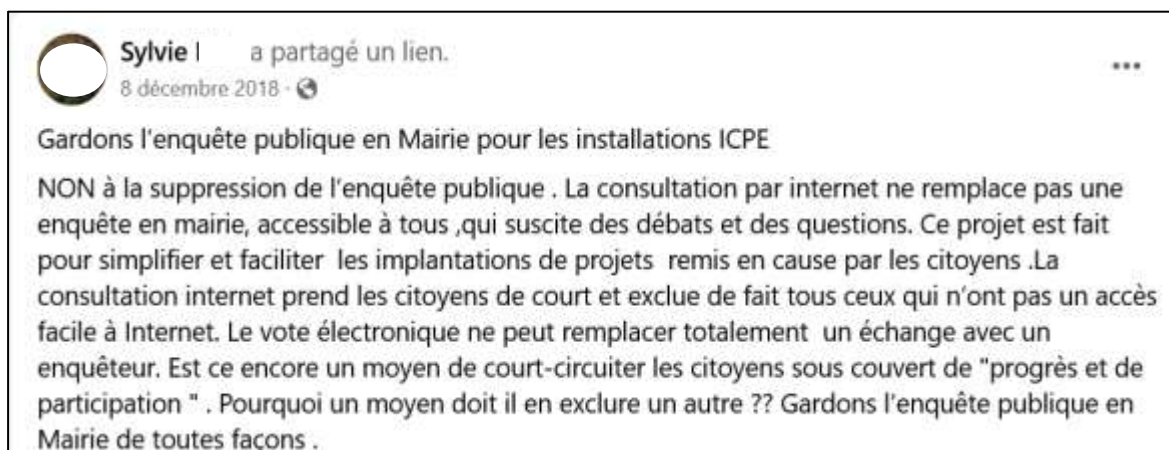 Sylvie I a partagé un lien.
8 décembre 2018 ·
Gardons l'enquête publique en Mairie pour les installations ICPE
NON à la suppression de l'enquête publique . La consultation par internet ne remplace pas une
enquête en mairie, accessible à tous ,qui suscite des débats et des questions. Ce projet est fait
pour simplifier et faciliter les implantations de projets remis en cause par les citoyens .La
consultation internet prend les citoyens de court et exclue de fait tous ceux qui n'ont pas un accès
facile à Internet. Le vote électronique ne peut remplacer totalement un échange avec un
enquêteur. Est ce encore un moyen de court-circuiter les citoyens sous couvert de "progrès et de
participation " . Pourquoi un moyen doit il en exclure un autre ?? Gardons l'enquête publique en
Mairie de toutes façons .